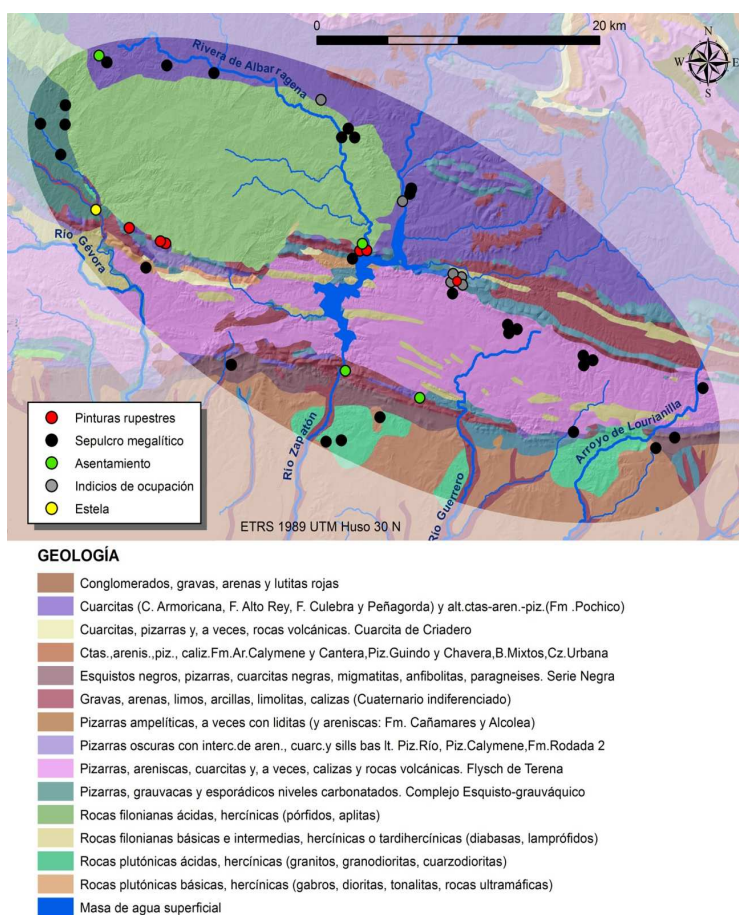 0 20 km
N
W E
S
Rivera de Albarragena
Río Gévora
Río Zapatón
Río Guerrero
Arroyo de Lourianilla
Pinturas rupestres
Sepulcro megalítico
Asentamiento
Indicios de ocupación
Estela
ETRS 1989 UTM Huso 30 N
GEOLOGÍA
Conglomerados, gravas, arenas y lutitas rojas
Cuarcitas (C. Armoricana, F. Alto Rey, F. Culebra y Peñagorda) y alt.ctas-aren.-piz.(Fm .Pochico)
Cuarcitas, pizarras y, a veces, rocas volcánicas. Cuarcita de Criadero
Ctas.,arenis.,piz., caliz.Fm.Ar.Calymene y Cantera,Piz.Guindo y Chavera,B.Mixtos,Cz.Urbana
Esquistos negros, pizarras, cuarcitas negras, migmatitas, anfibolitas, paragneises. Serie Negra
Gravas, arenas, limos, arcillas, limolitas, calizas (Cuaternario indiferenciado)
Pizarras ampelíticas, a veces con liditas (y areniscas: Fm. Cañamares y Alcolea)
Pizarras oscuras con interc.de aren., cuarc.y sills bas lt. Piz.Río, Piz.Calymene,Fm.Rodada 2
Pizarras, areniscas, cuarcitas y, a veces, calizas y rocas volcánicas. Flysch de Terena
Pizarras, grauvacas y esporádicos niveles carbonatados. Complejo Esquisto-grauváquico
Rocas filonianas ácidas, hercínicas (pórfidos, aplitas)
Rocas filonianas básicas e intermedias, hercínicas o tardihercínicas (diabasas, lamprófidos)
Rocas plutónicas ácidas, hercínicas (granitos, granodioritas, cuarzodioritas)
Rocas plutónicas básicas, hercínicas (gabros, dioritas, tonalitas, rocas ultramáficas)
Masa de agua superficial